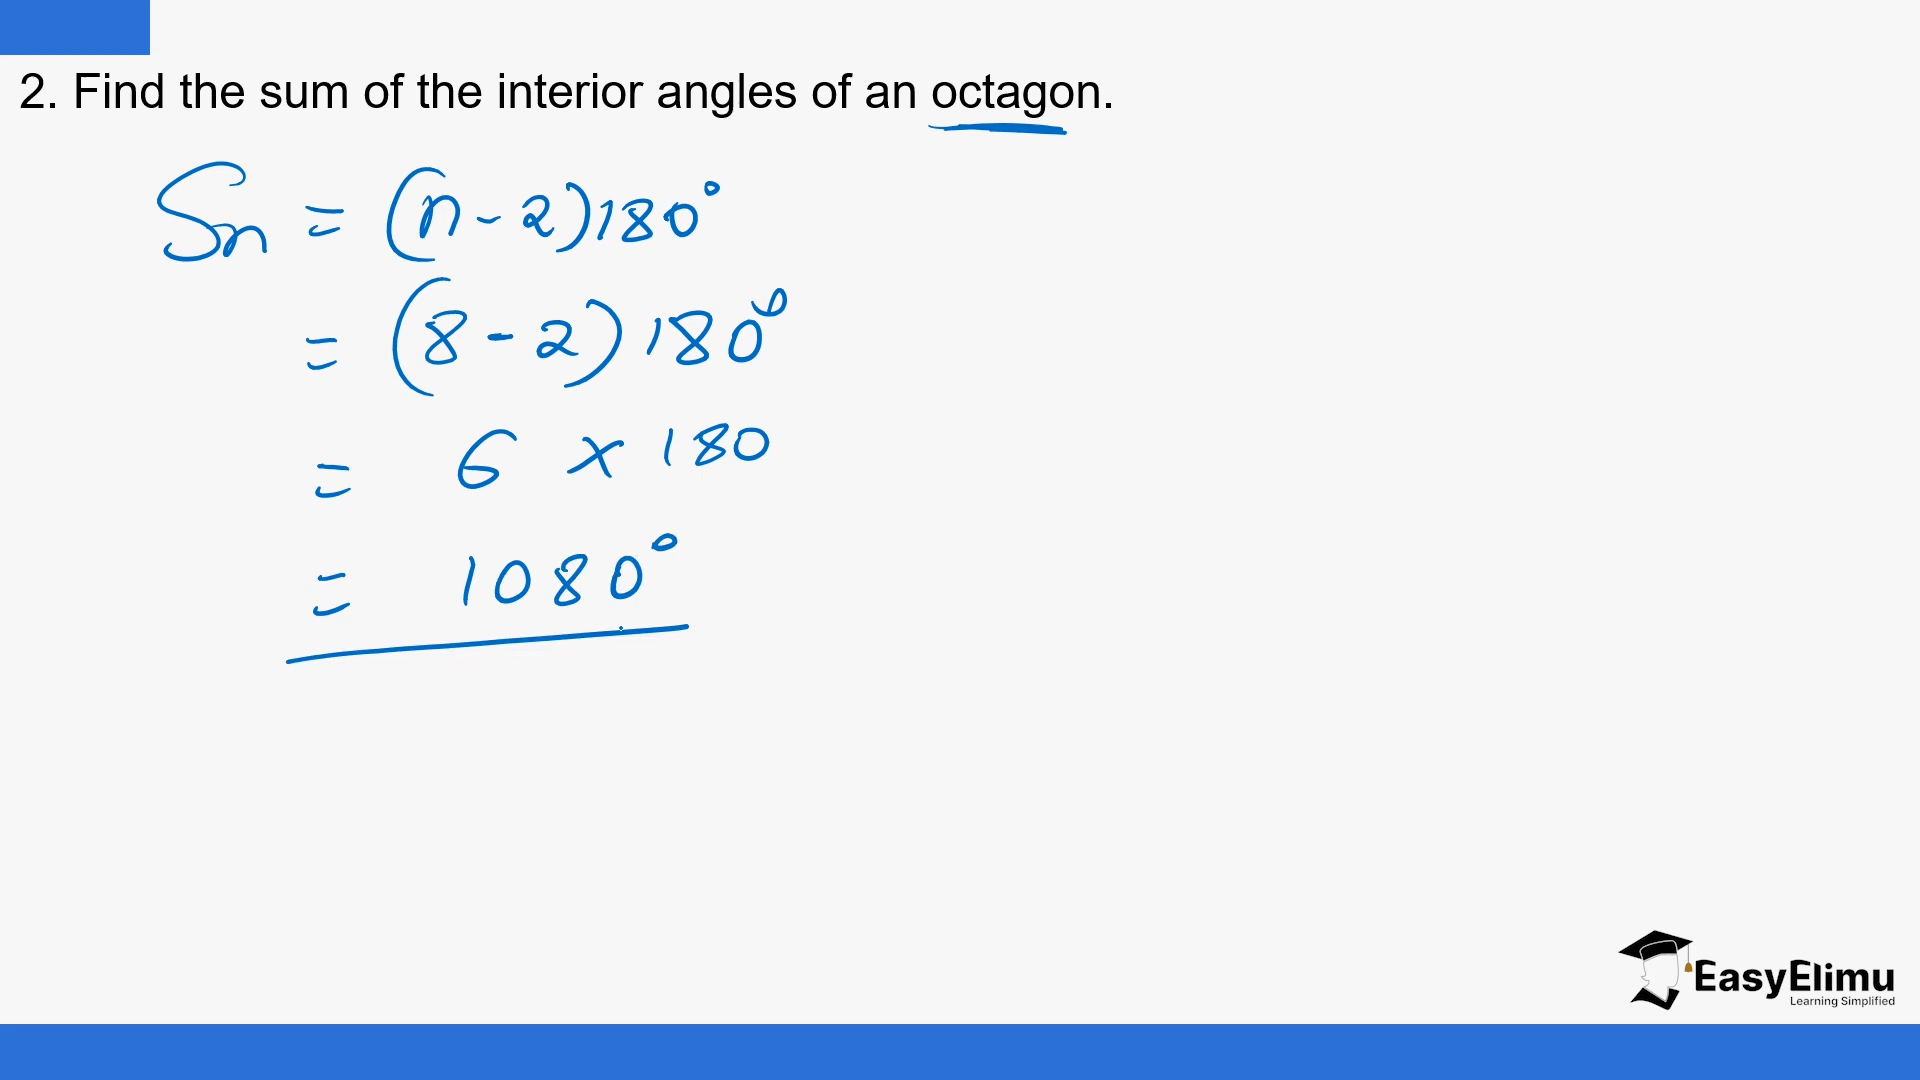 2. Find the sum of the interior angles of an octagon.
Sn = (n - 2)180°
= (8 - 2) 180°
= 6 × 180
= 1080°
EasyElimu
Learning Simplified